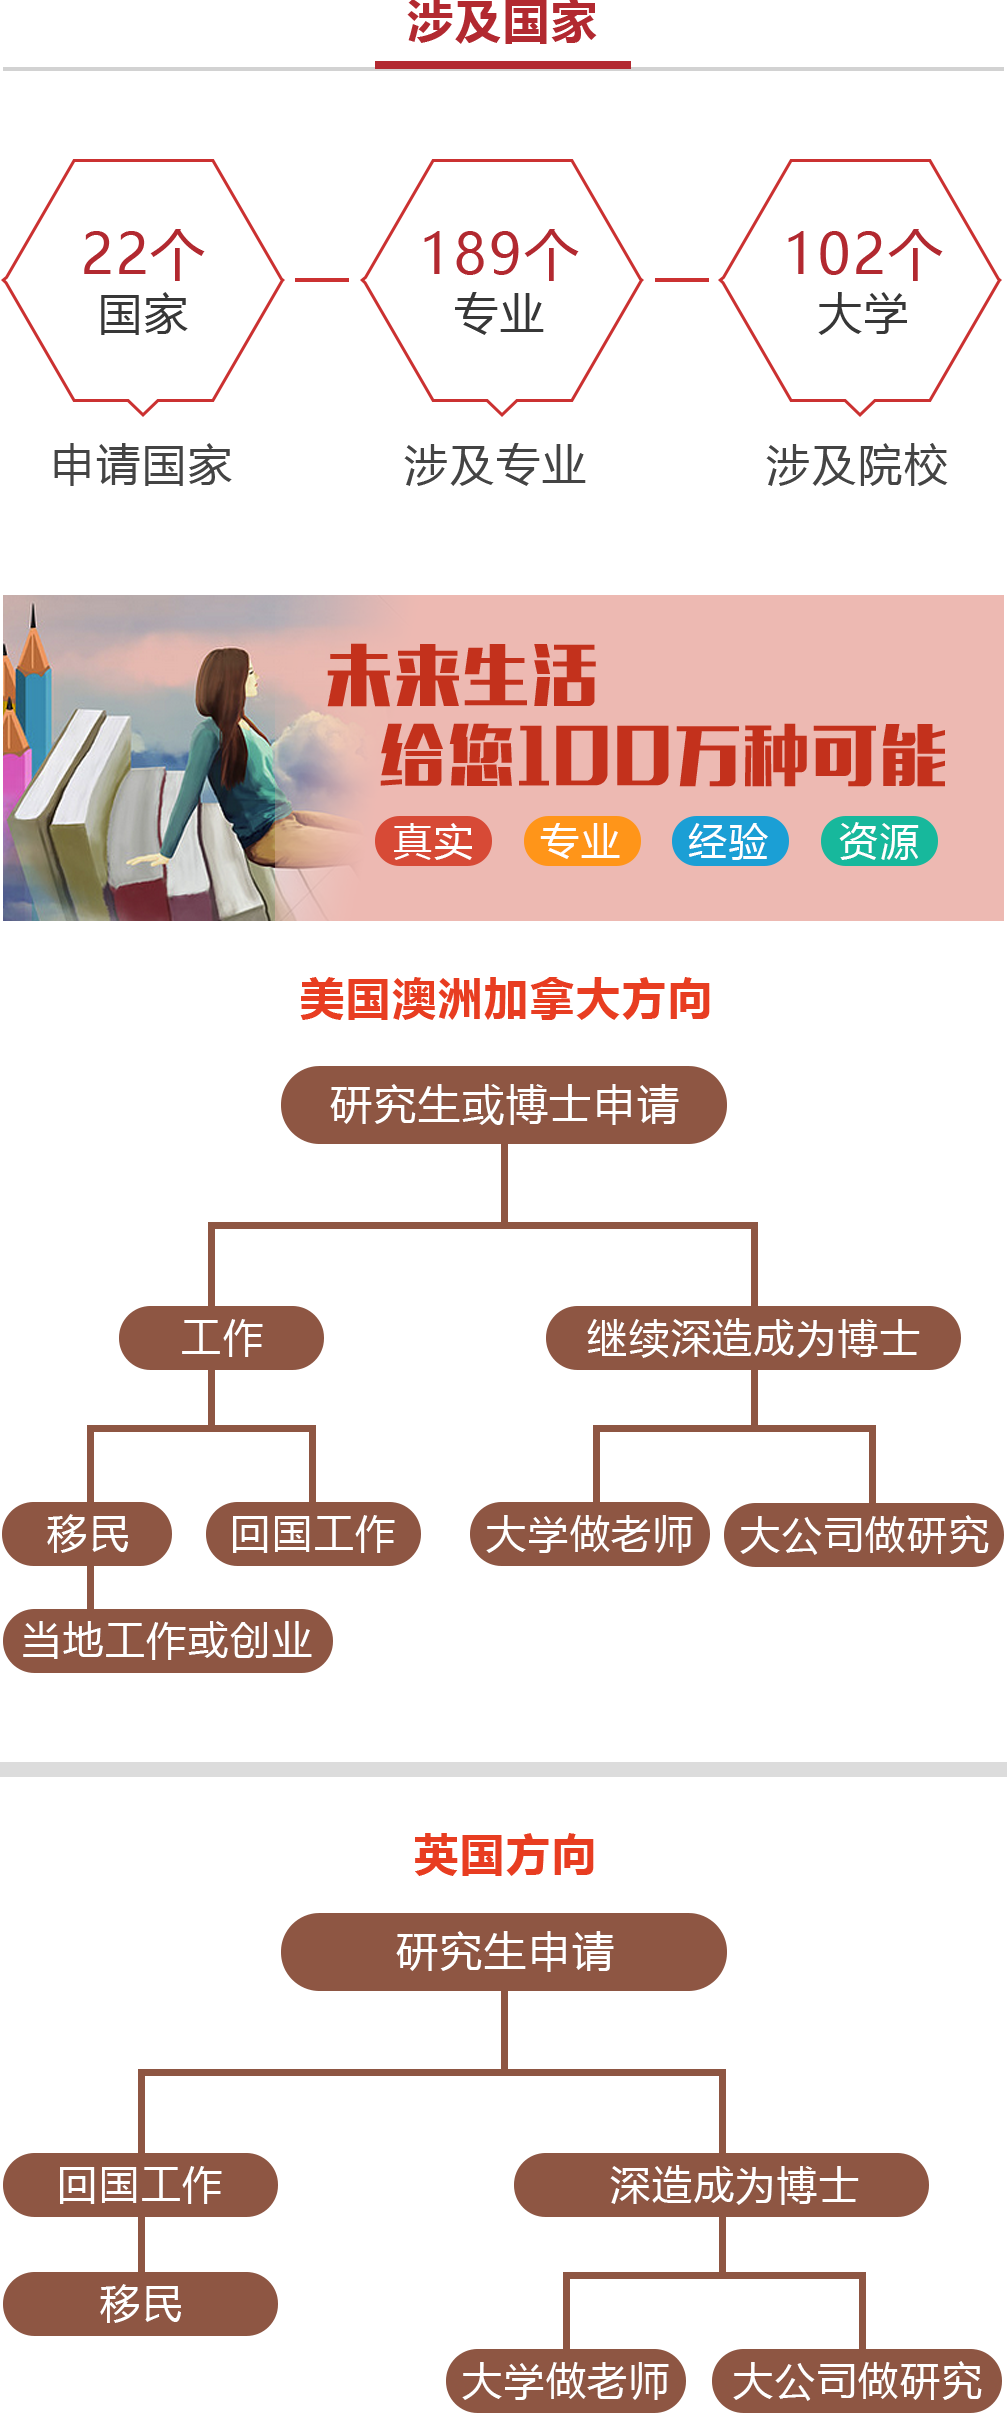 涉及国家
22个
国家
189个
专业
102个
大学
申请国家
涉及专业
涉及院校
未来生活
给您100万种可能
真实
专业
经验
资源
美国澳洲加拿大方向
研究生或博士申请
工作
继续深造成为博士
移民
回国工作
大学做老师
大公司做研究
当地工作或创业
英国方向
研究生申请
回国工作
深造成为博士
移民
大学做老师
大公司做研究